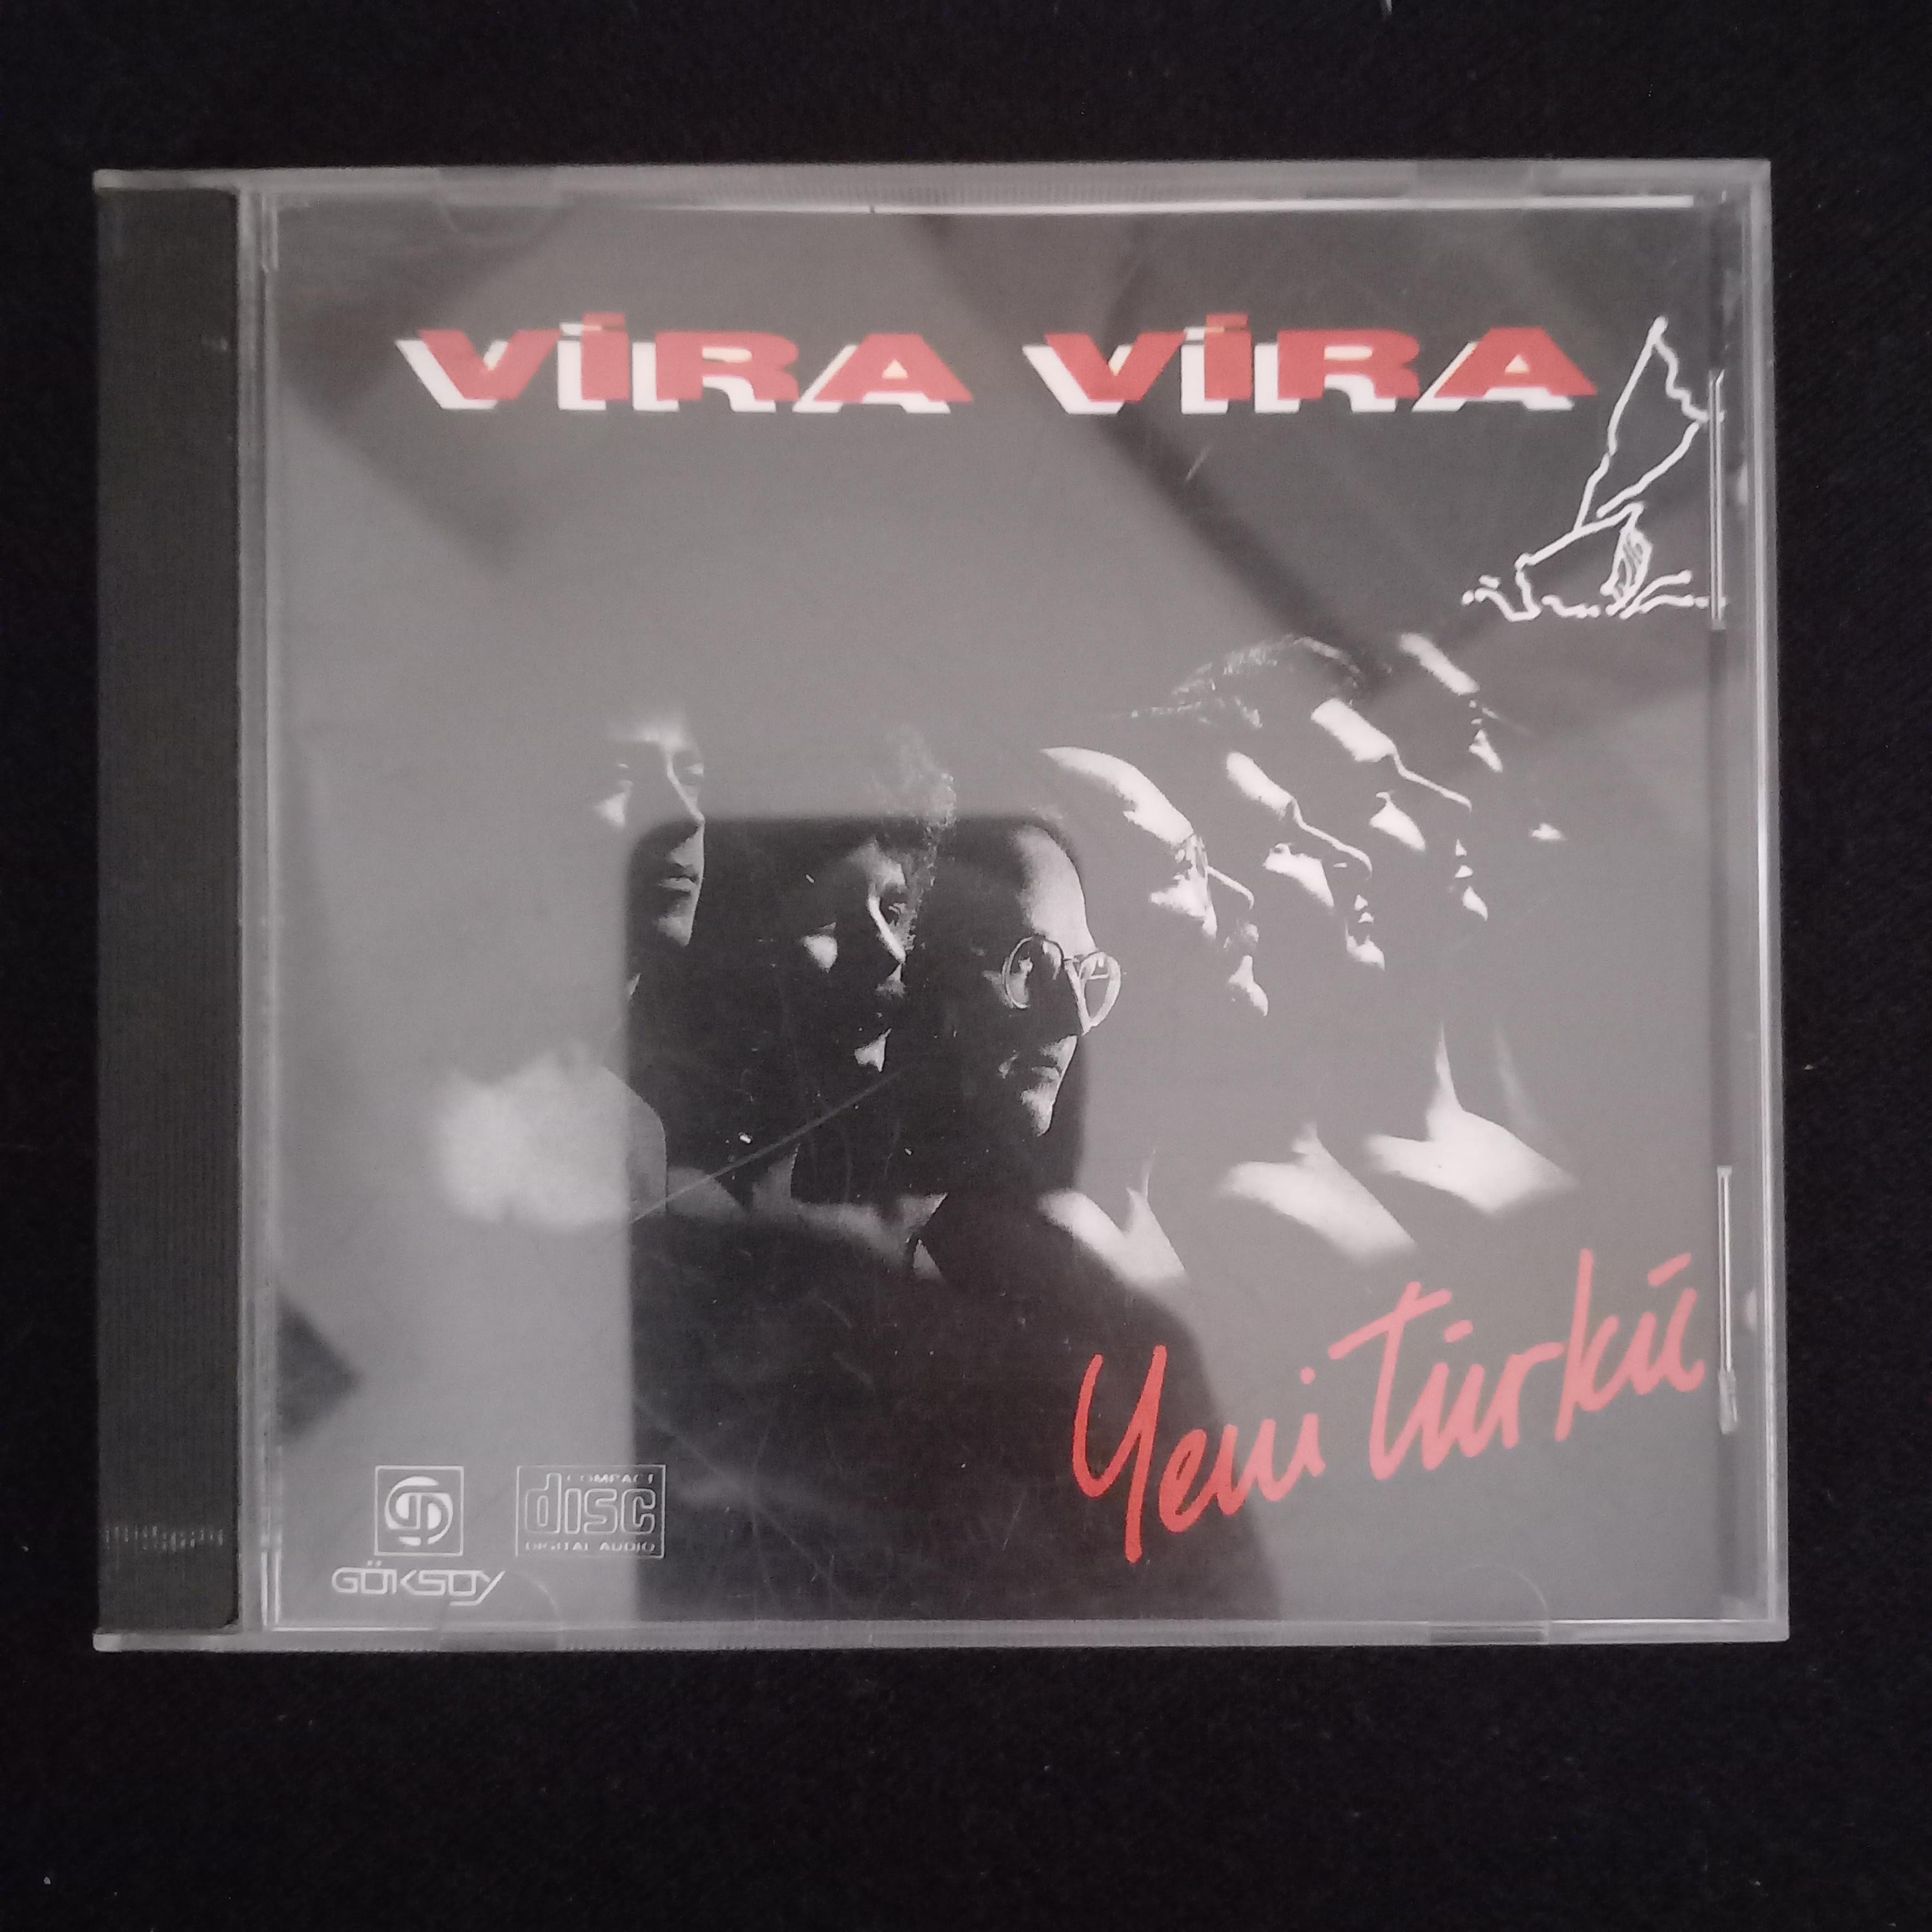 VİRA VİRA
Yeni Türkü
GÖKSOY
COMPACT
disc
DIGITAL AUDIO